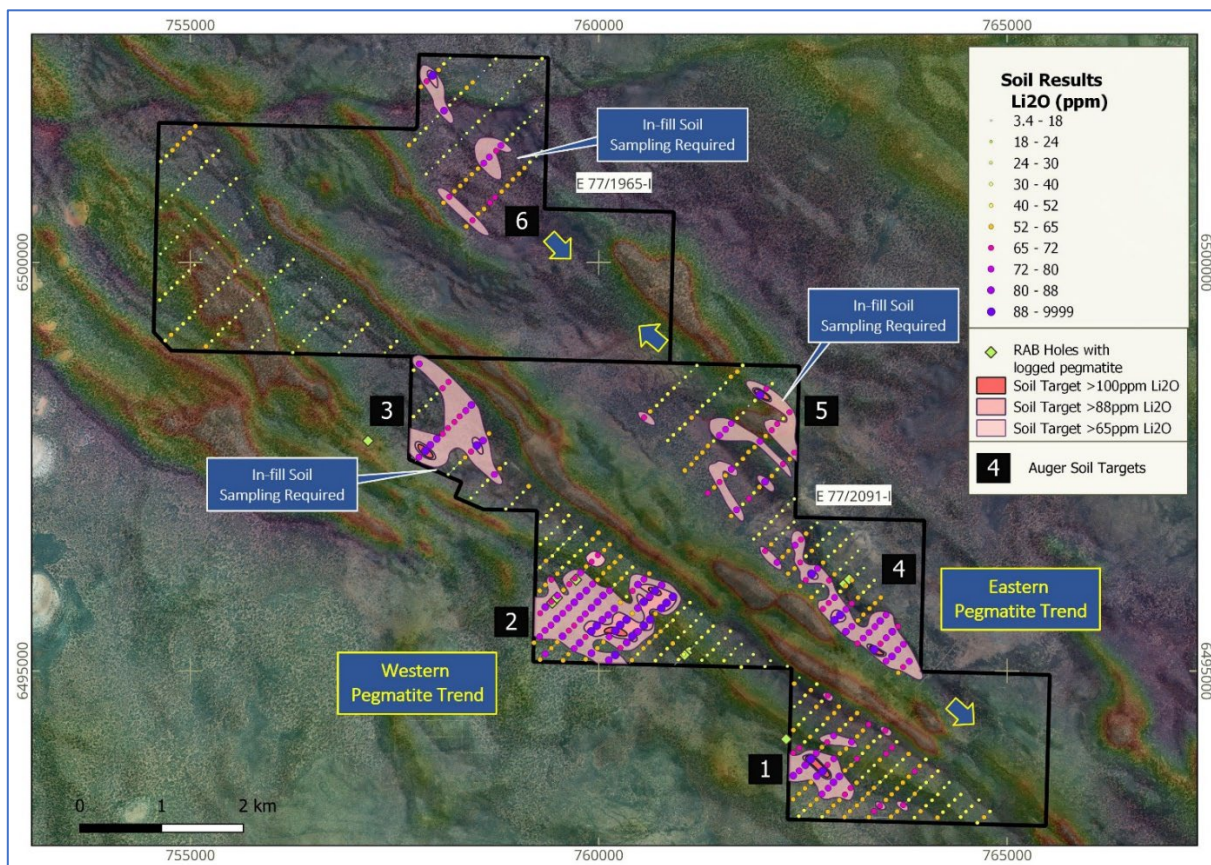 755000
760000
765000
Soil Results
Li2O (ppm)
3.4 - 18
18 - 24
24 - 30
30 - 40
40 - 52
52 - 65
65 - 72
72 - 80
80 - 88
88 - 9999
RAB Holes with
logged pegmatite
Soil Target >100ppm Li2O
Soil Target >88ppm Li2O
Soil Target >65ppm Li2O
4
Auger Soil Targets
In-fill Soil
Sampling Required
E 77/1965-I
6
6500000
6500000
In-fill Soil
Sampling Required
3
5
In-fill Soil
Sampling Required
E 77/2091-I
4
2
Eastern
Pegmatite Trend
Western
Pegmatite Trend
6495000
6495000
1
0
1
2 km
755000
760000
765000